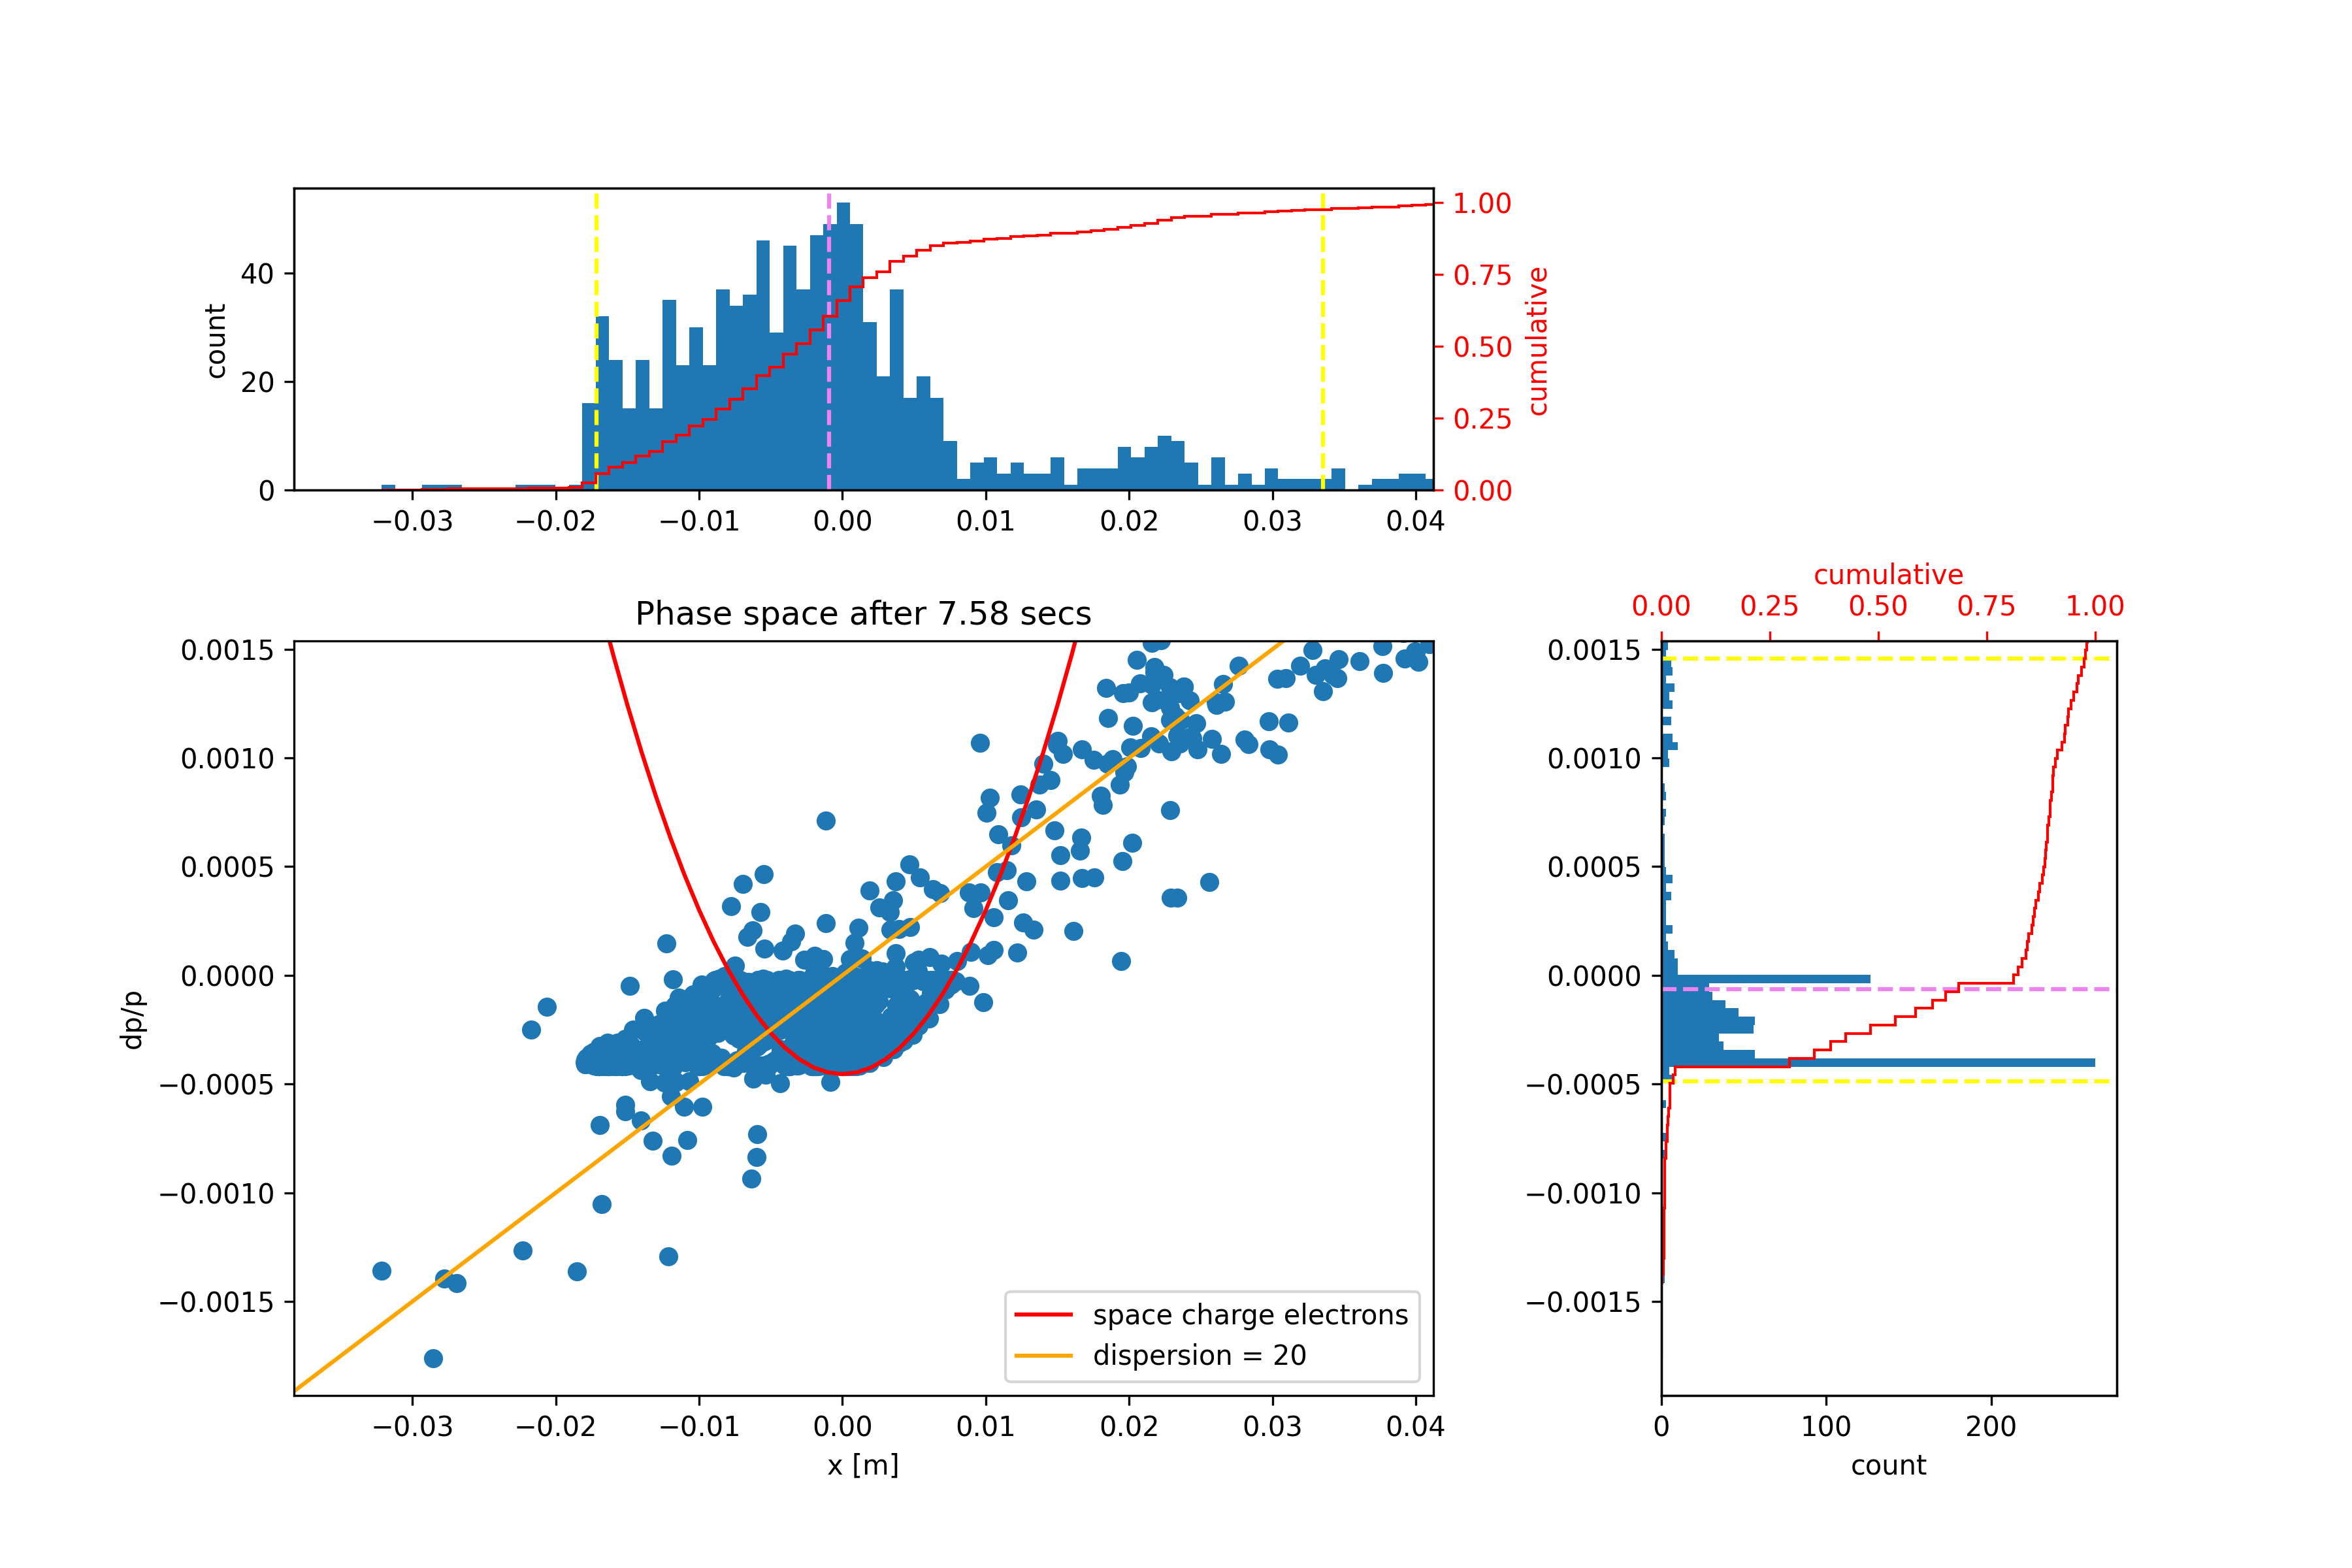 1.00
40
0.75
count
cumulative
0.50
20
0.25
0
0.00
−0.03 −0.02 −0.01 0.00 0.01 0.02 0.03 0.04
cumulative
0.00 0.25 0.50 0.75 1.00
Phase space after 7.58 secs
0.0015
0.0010
0.0005
0.0000
−0.0005
−0.0010
−0.0015
dp/p
space charge electrons
dispersion = 20
−0.03 −0.02 −0.01 0.00 0.01 0.02 0.03 0.04
x [m]
0.0015
0.0010
0.0005
0.0000
−0.0005
−0.0010
−0.0015
0 100 200
count